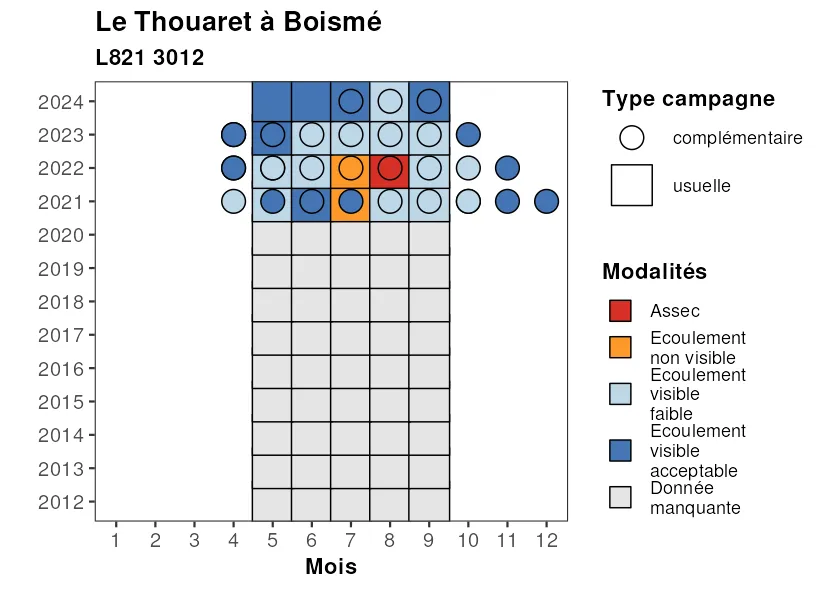 Le Thouaret à Boismé
L821 3012
2024
2023
2022
2021
2020
2019
2018
2017
2016
2015
2014
2013
2012
1 2 3 4 5 6 7 8 9 10 11 12
Mois
Type campagne
complémentaire
usuelle
Modalités
Assec
Ecoulement
non visible
Ecoulement
visible
faible
Ecoulement
visible
acceptable
Donnée
manquante